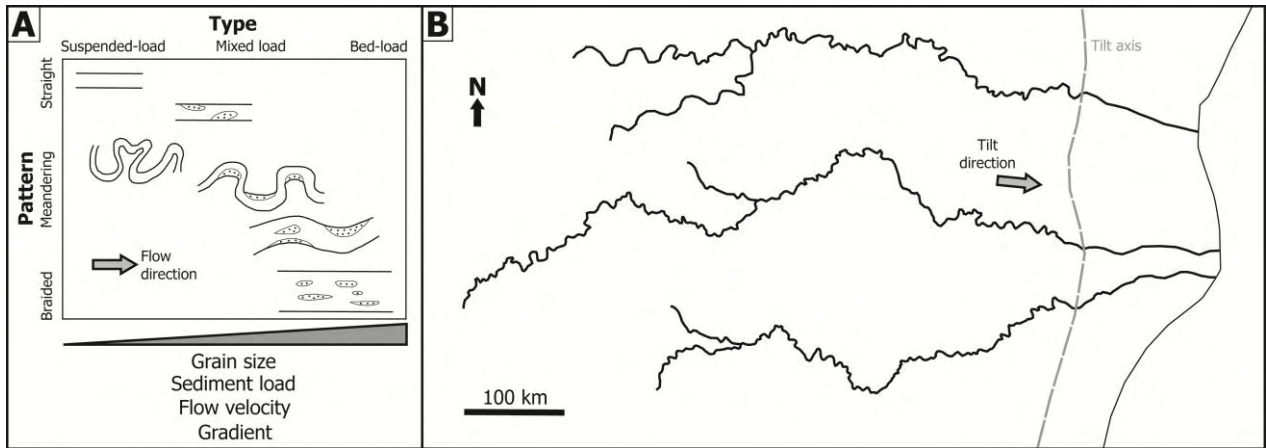 A
Type
Suspended-load
Mixed load
Bed-load
Pattern
Straight
Meandering
Braided
Flow
direction
Grain size
Sediment load
Flow velocity
Gradient
B
N
Tilt axis
Tilt
direction
100 km